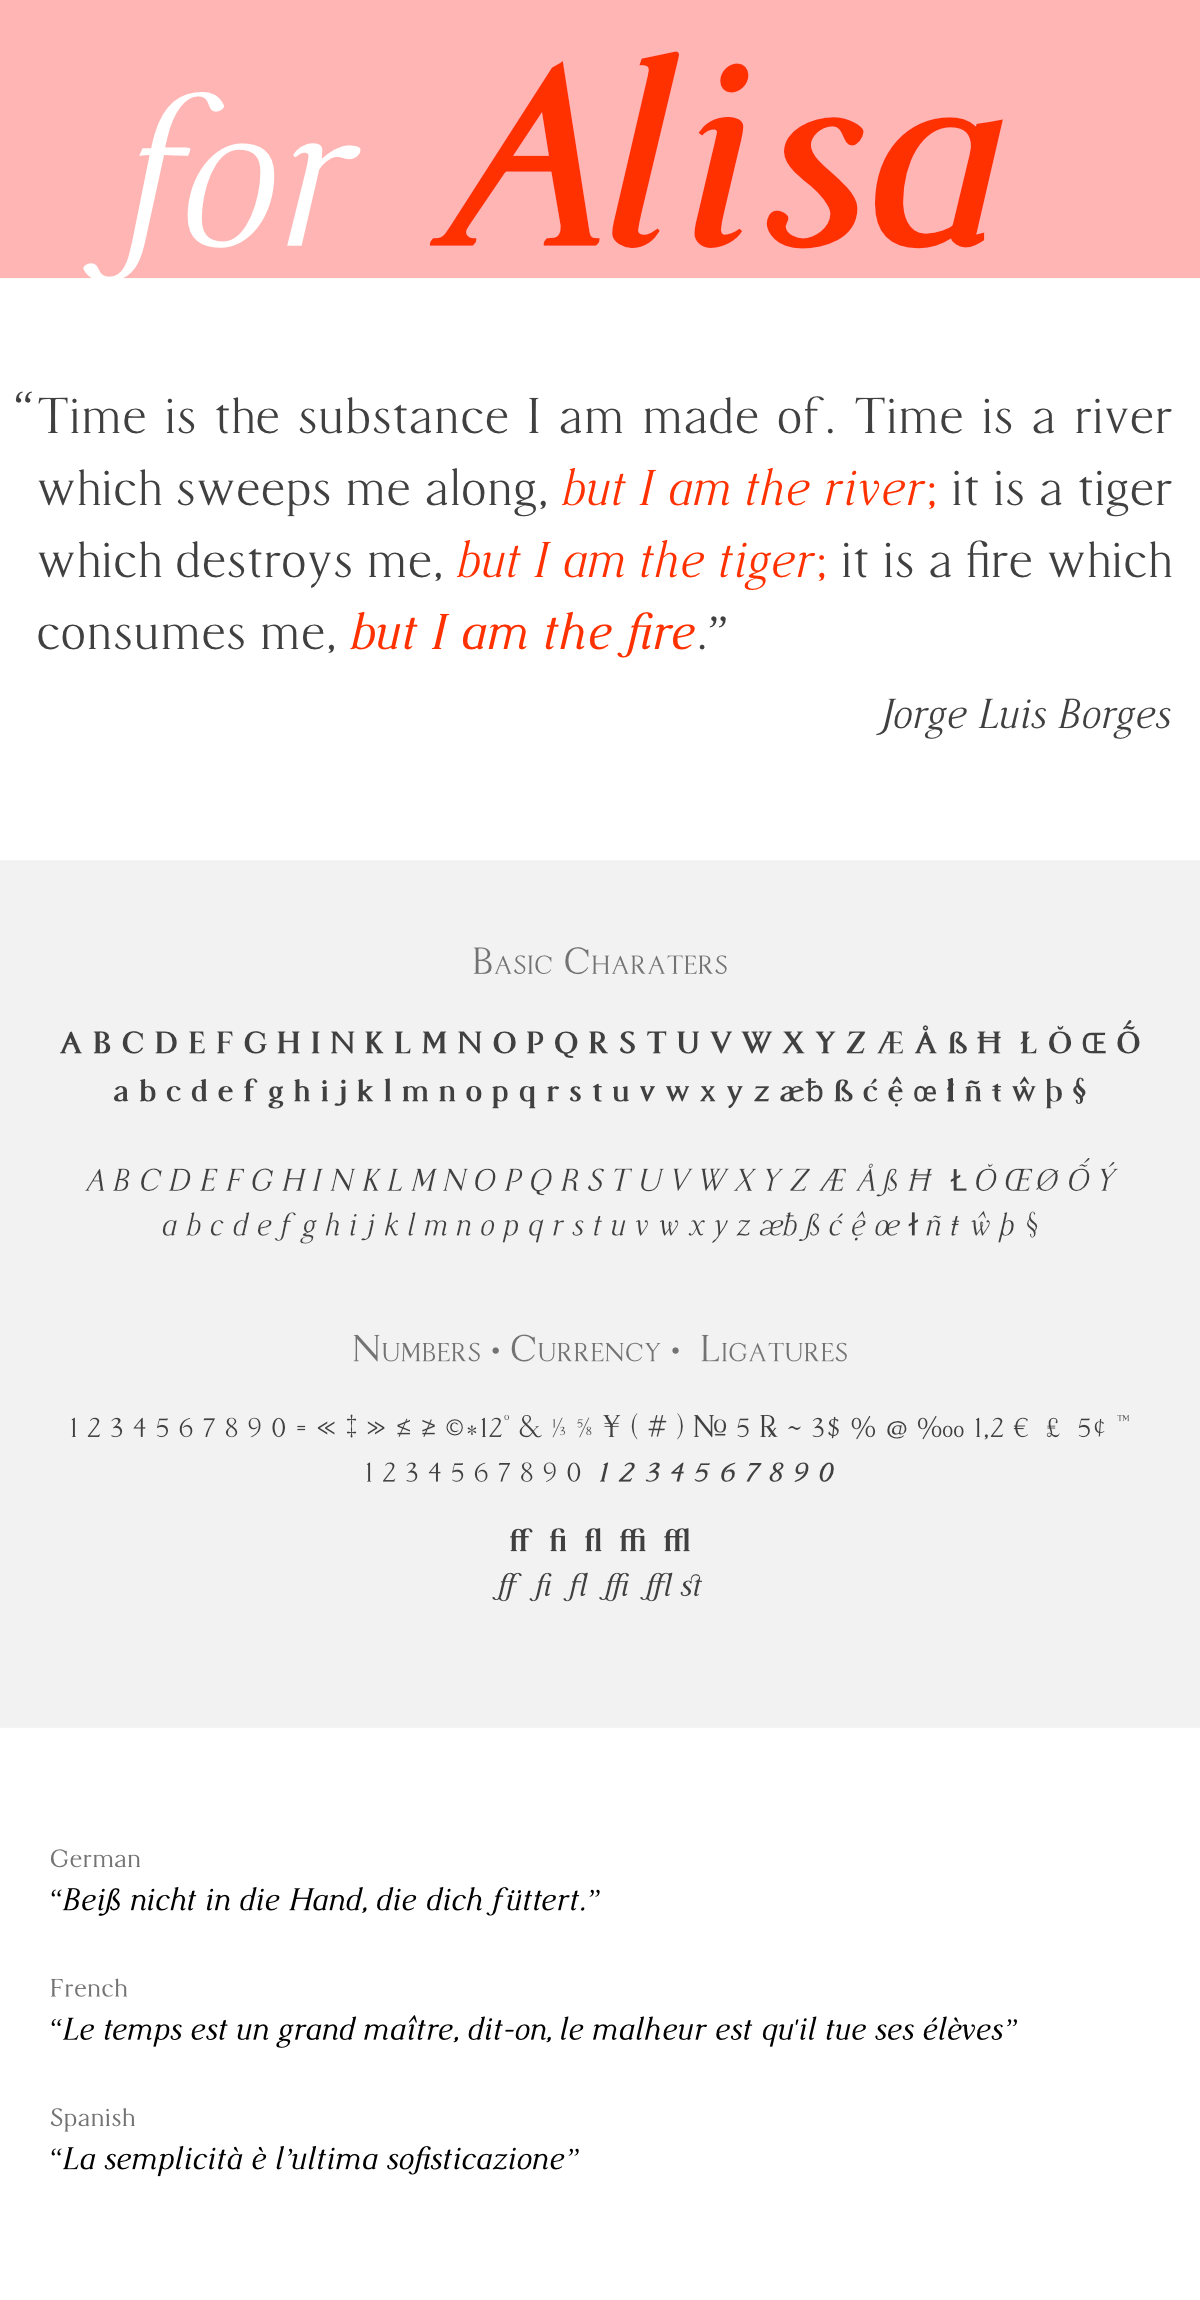 for Alisa
“Time is the substance I am made of. Time is a river
which sweeps me along, but I am the river; it is a tiger
which destroys me, but I am the tiger; it is a fire which
consumes me, but I am the fire.”
Jorge Luis Borges
Basic Charaters
A B C D E F G H I N K L M N O P Q R S T U V W X Y Z Æ Å ß Ħ Ł Ŏ Œ Ṍ
a b c d e f g h i j k l m n o p q r s t u v w x y z æ ƀ ß ć ệ œ ł ñ ŧ ŵ þ §
A B C D E F G H I N K L M N O P Q R S T U V W X Y Z Æ Å ß Ħ Ł Ŏ Œ Ø Ṍ Ý
a b c d e f g h i j k l m n o p q r s t u v w x y z æ ƀ ß ć ệ œ ł ñ ŧ ŵ þ §
Numbers • Currency • Ligatures
1 2 3 4 5 6 7 8 9 0 = « ‡ » ≰ ≱ ©*12º & ⅓ ⅝ ¥ ( # ) № 5 ℞ ~ 3$ % @ ‱ 1,2 € £ 5¢ ™
1 2 3 4 5 6 7 8 9 0 1 2 3 4 5 6 7 8 9 0
ff fi fl ffi ffl
ff fi fl ffi ffl st
German
“Beiß nicht in die Hand, die dich füttert.”
French
“Le temps est un grand maître, dit-on, le malheur est qu'il tue ses élèves”
Spanish
“La semplicità è l’ultima sofisticazione”